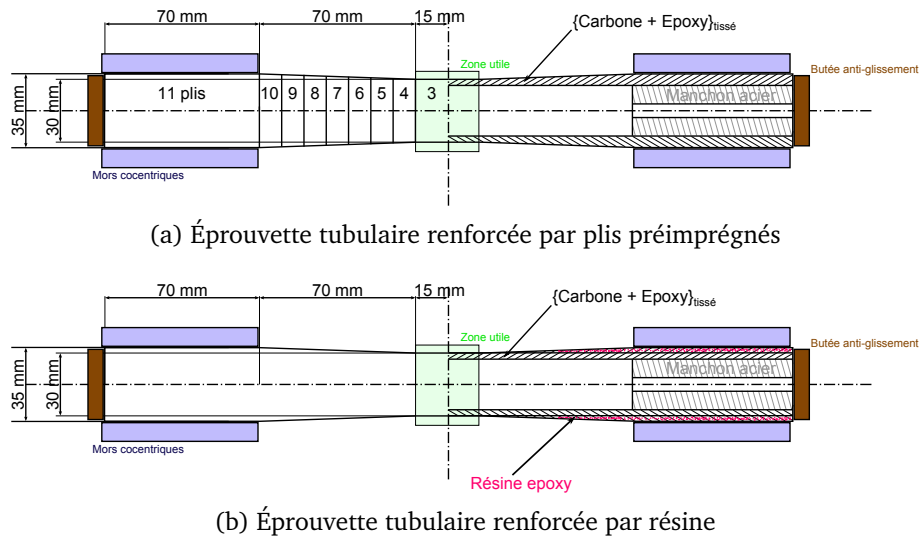 70 mm 70 mm 15 mm
{Carbone + Epoxy}tissé
Zone utile
Butée anti-glissement
35 mm
30 mm
11 plis 10 9 8 7 6 5 4 3
Manchon acier
Mors cocentriques
(a) Éprouvette tubulaire renforcée par plis préimprégnés
70 mm 70 mm 15 mm
{Carbone + Epoxy}tissé
Zone utile
Butée anti-glissement
35 mm
30 mm
Manchon acier
Mors cocentriques
Résine epoxy
(b) Éprouvette tubulaire renforcée par résine